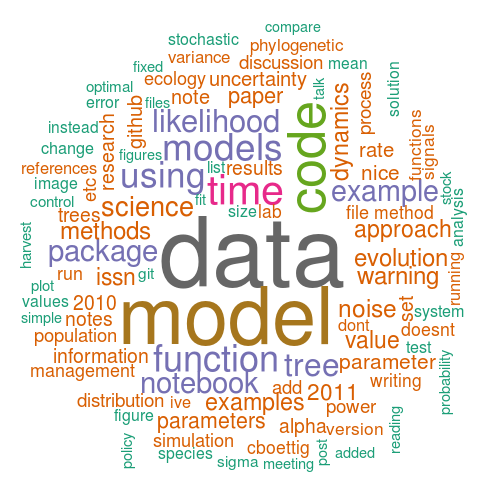 compare
stochastic
phylogenetic
variance
discussion
mean
fixed
talk
solution
optimal
ecology
uncertainty
process
error
files
note
paper
dynamics
functions
signals
instead
github
likelihood
code
change
research
figures
models
rate
nice
references
etc
using
list
results
stock
image
time
example
analysis
control
trees
science
fit
size
lab
file
method
harvest
methods
approach
package
data
evolution
running
run
issn
git
warning
plot
values
2010
model
noise
set
system
simple
notes
dont
value
doesnt
population
test
information
function
tree
parameter
probability
management
notebook
add
2011
writing
distribution
ive
examples
power
reading
figure
parameters
alpha
version
policy
simulation
cboettig
post
added
species
sigma
meeting